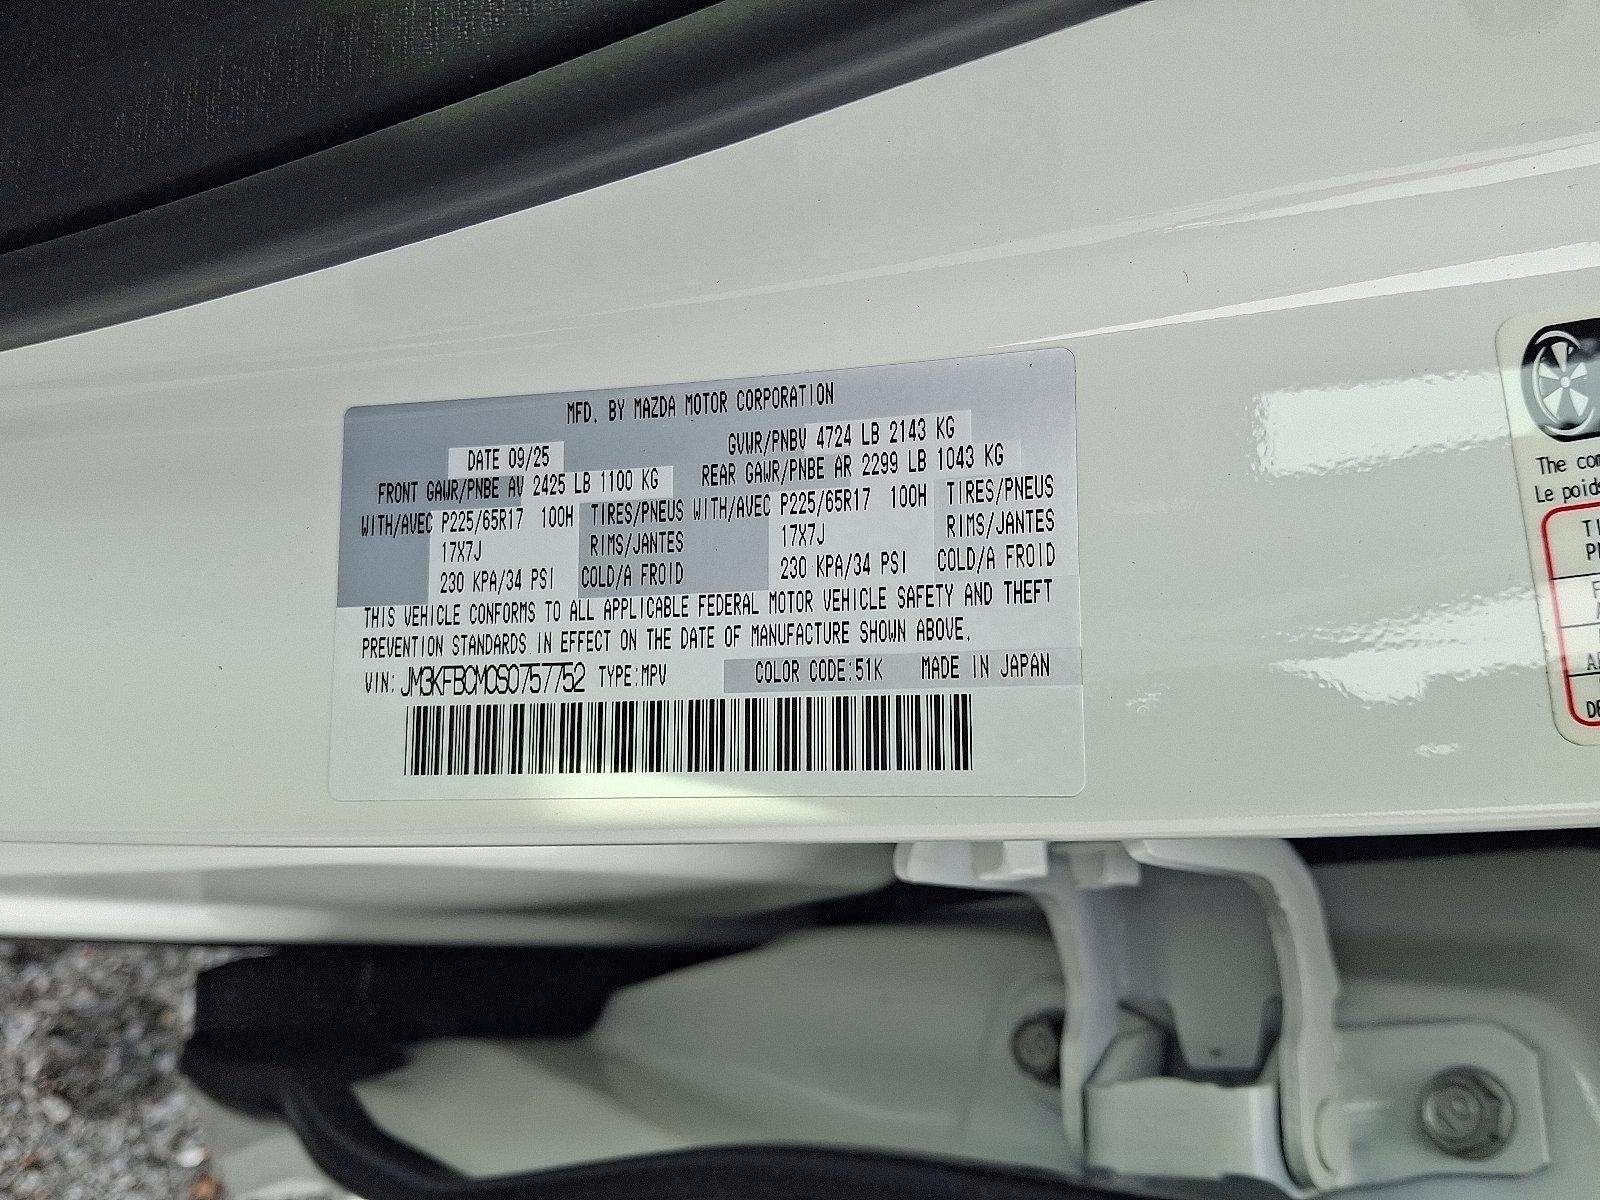 MFD. BY MAZDA MOTOR CORPORATION
DATE 09/25 GVWR/PNBV 4724 LB 2143 KG
FRONT GAWR/PNBE AV 2425 LB 1100 KG REAR GAWR/PNBE AR 2299 LB 1043 KG
WITH/AVEC P225/65R17 100H TIRES/PNEUS WITH/AVEC P225/65R17 100H TIRES/PNEUS
17X7J RIMS/JANTES 17X7J RIMS/JANTES
230 KPA/34 PSI COLD/A FROID 230 KPA/34 PSI COLD/A FROID
THIS VEHICLE CONFORMS TO ALL APPLICABLE FEDERAL MOTOR VEHICLE SAFETY AND THEFT
PREVENTION STANDARDS IN EFFECT ON THE DATE OF MANUFACTURE SHOWN ABOVE.
VIN: JM3KFBCM0S0757752 TYPE:MPV COLOR CODE:51K MADE IN JAPAN
The
Le poids